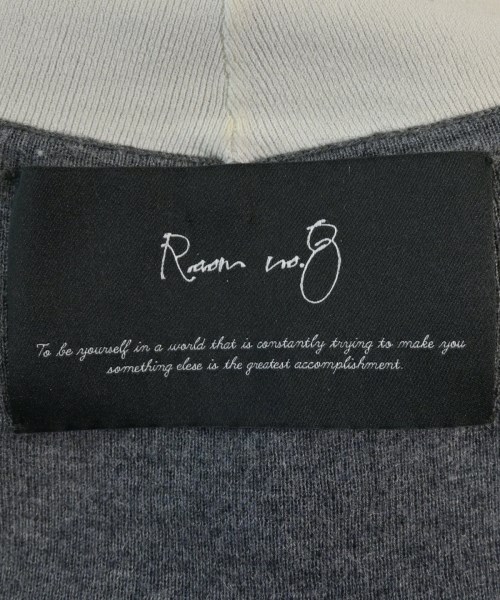 Room no.8
To be yourself in a world that is constantly trying to make you
something elese is the greatest accomplishment.